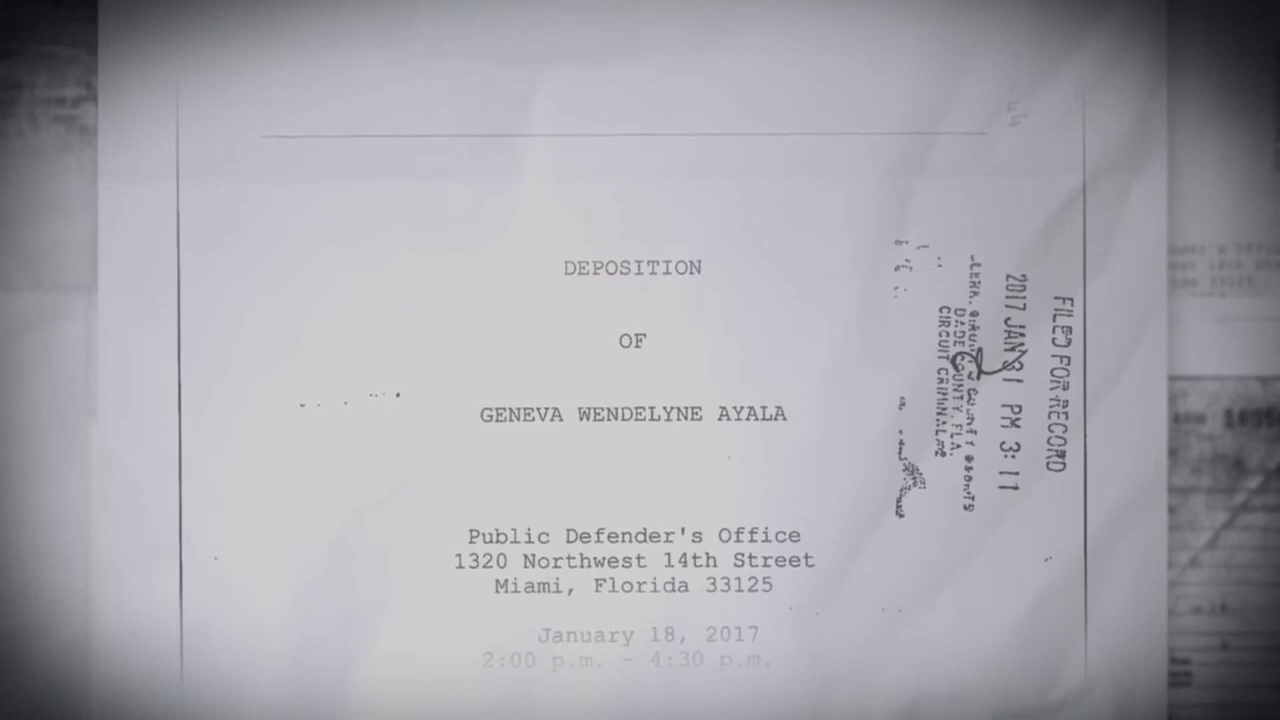 DEPOSITION
OF
GENEVA WENDELYNE AYALA
Public Defender's Office
1320 Northwest 14th Street
Miami, Florida 33125
January 18, 2017
2:00 p.m. - 4:30 p.m.
FILED FOR RECORD
2017 JAN 31 PM 3:11
DADE COUNTY, FLA.
CIRCUIT CRIMINAL